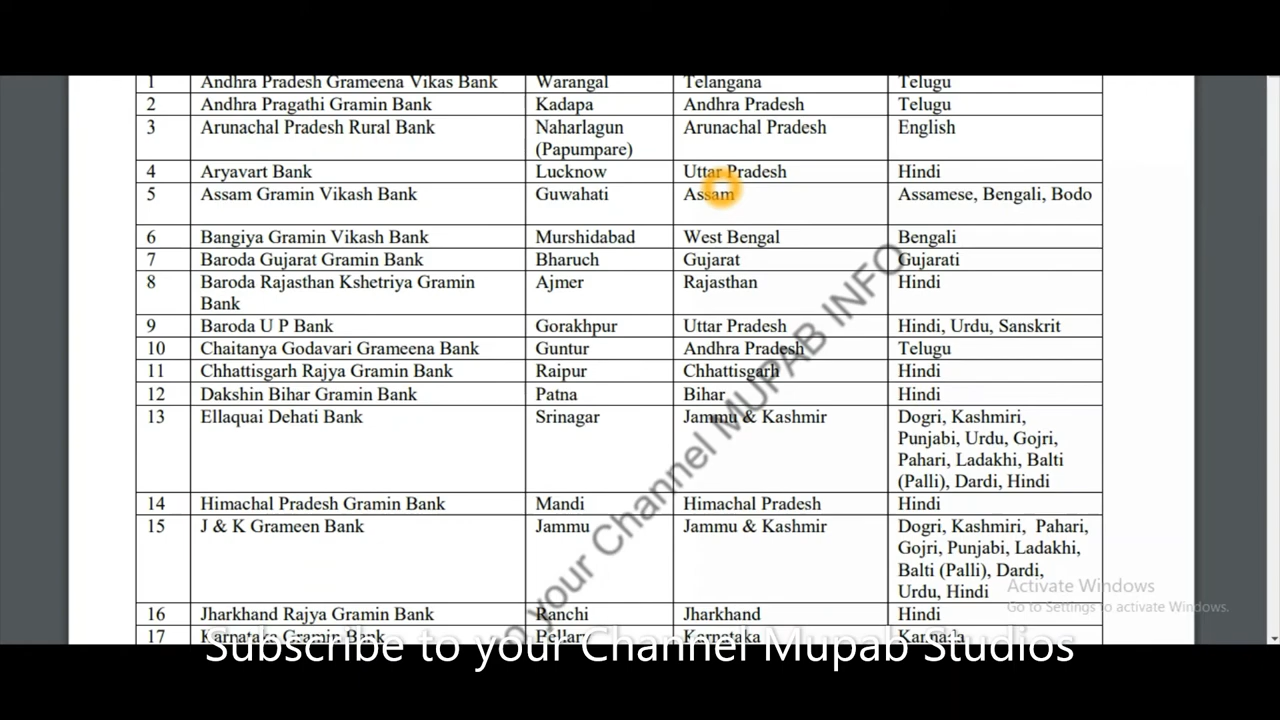 1 Andhra Pradesh Grameena Vikas Bank Warangal Telangana Telugu
2 Andhra Pragathi Gramin Bank Kadapa Andhra Pradesh Telugu
3 Arunachal Pradesh Rural Bank Naharlagun Arunachal Pradesh English
(Papumpare)
4 Aryavart Bank Lucknow Uttar Pradesh Hindi
5 Assam Gramin Vikash Bank Guwahati Assam Assamese, Bengali, Bodo
6 Bangiya Gramin Vikash Bank Murshidabad West Bengal Bengali
7 Baroda Gujarat Gramin Bank Bharuch Gujarat Gujarati
8 Baroda Rajasthan Kshetriya Gramin Ajmer Rajasthan Hindi
Bank
9 Baroda U P Bank Gorakhpur Uttar Pradesh Hindi, Urdu, Sanskrit
10 Chaitanya Godavari Grameena Bank Guntur Andhra Pradesh Telugu
11 Chhattisgarh Rajya Gramin Bank Raipur Chhattisgarh Hindi
12 Dakshin Bihar Gramin Bank Patna Bihar Hindi
13 Ellaquai Dehati Bank Srinagar Jammu & Kashmir Dogri, Kashmiri,
Punjabi, Urdu, Gojri,
Pahari, Ladakhi, Balti
(Palli), Dardi, Hindi
14 Himachal Pradesh Gramin Bank Mandi Himachal Pradesh Hindi
15 J & K Grameen Bank Jammu Jammu & Kashmir Dogri, Kashmiri, Pahari,
Gojri, Punjabi, Ladakhi,
Balti (Palli), Dardi,
Urdu, Hindi
16 Jharkhand Rajya Gramin Bank Ranchi Jharkhand Hindi
17 Karnataka Gramin Bank Karnataka Kannada
to your Channel MUPAB INFO
Activate Windows
Go to Settings to activate Windows.
Subscribe to your Channel Mupab Studios